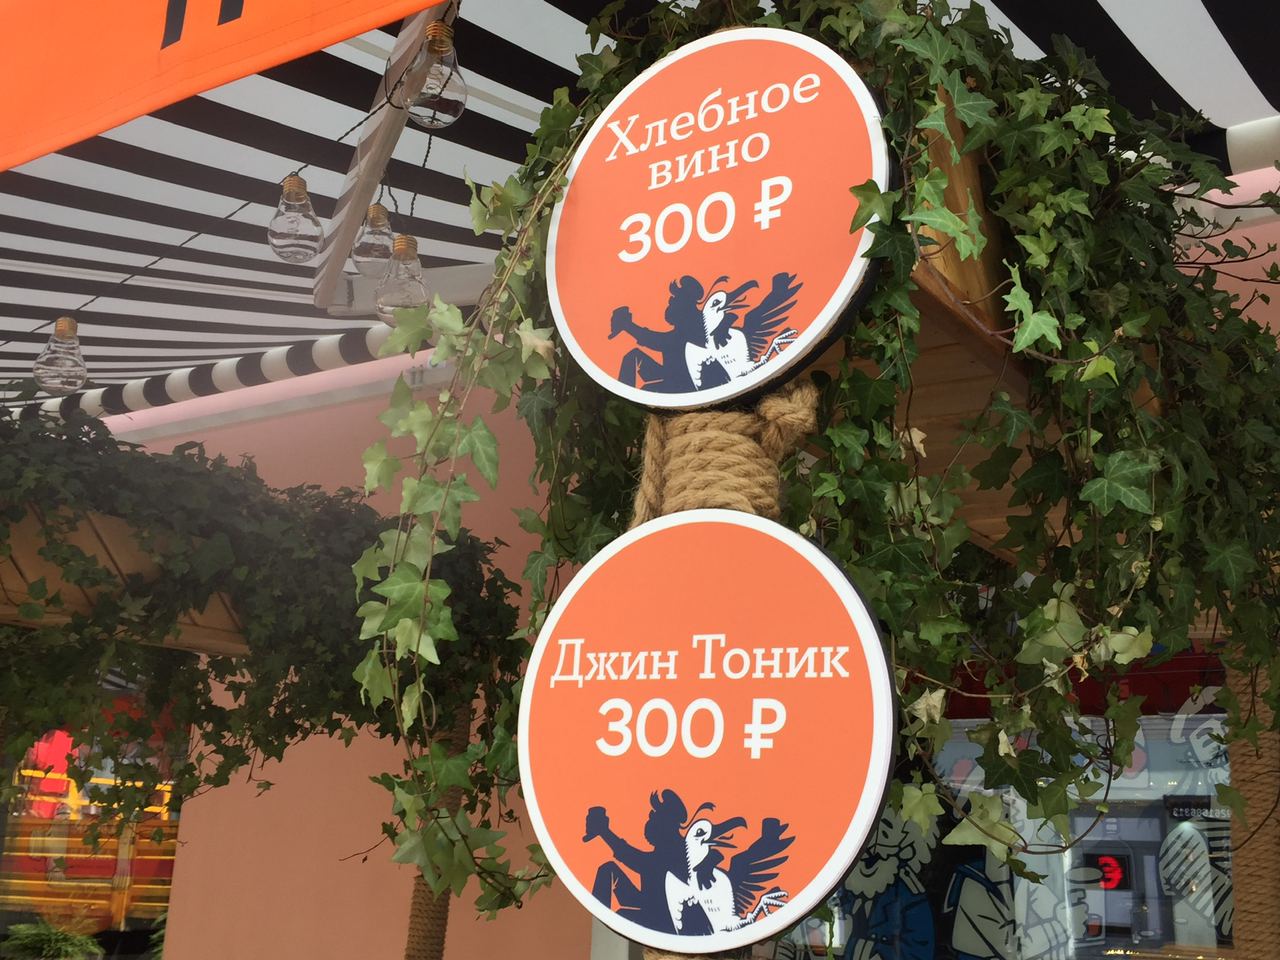 Хлебное
вино
300 ₽
Джин Тоник
300 ₽